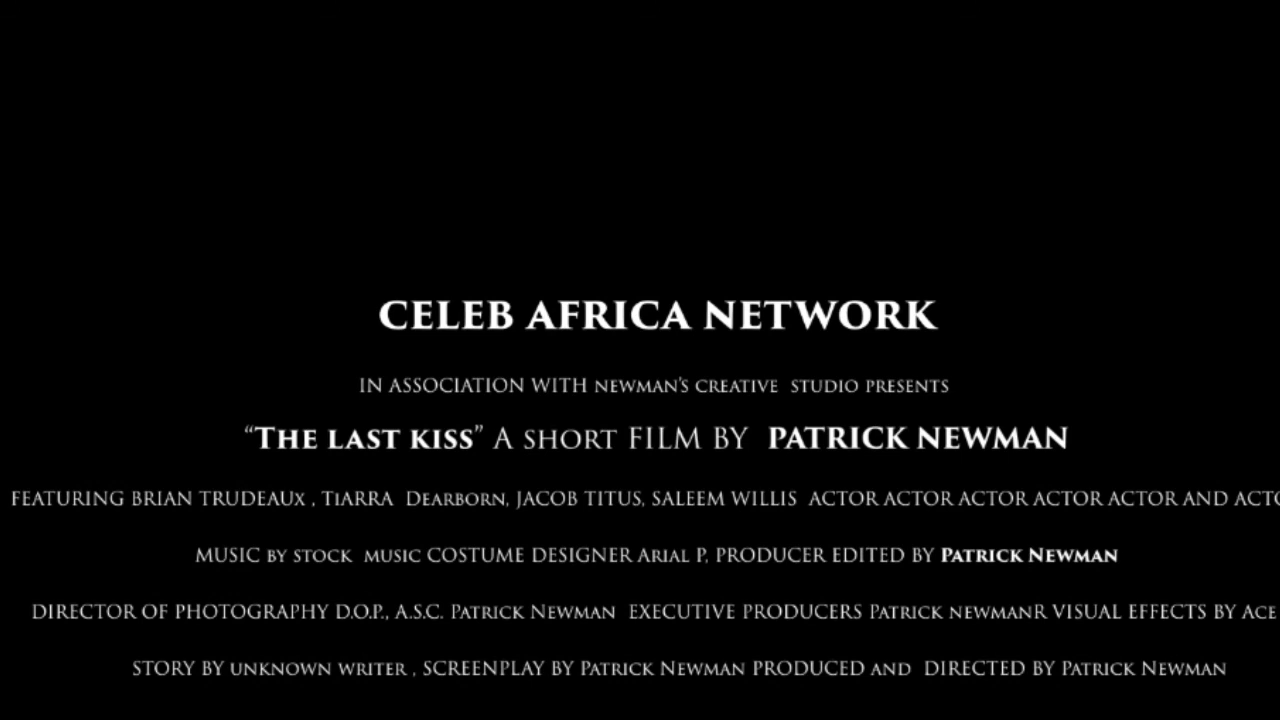 CELEB AFRICA NETWORK
IN ASSOCIATION WITH NEWMAN'S CREATIVE STUDIO PRESENTS
“THE LAST KISS” A SHORT FILM BY PATRICK NEWMAN
FEATURING BRIAN TRUDEAUx , TiARRA DEARBORN, JACOB TITUS, SALEEM WILLIS ACTOR ACTOR ACTOR ACTOR ACTOR AND ACTO
MUSIC BY STOCK MUSIC COSTUME DESIGNER ARIAL P, PRODUCER EDITED BY PATRICK NEWMAN
DIRECTOR OF PHOTOGRAPHY D.O.P., A.S.C. PATRICK NEWMAN EXECUTIVE PRODUCERS PATRICK NEWMANR VISUAL EFFECTS BY ACE
STORY BY UNKNOWN WRITER , SCREENPLAY BY PATRICK NEWMAN PRODUCED AND DIRECTED BY PATRICK NEWMAN